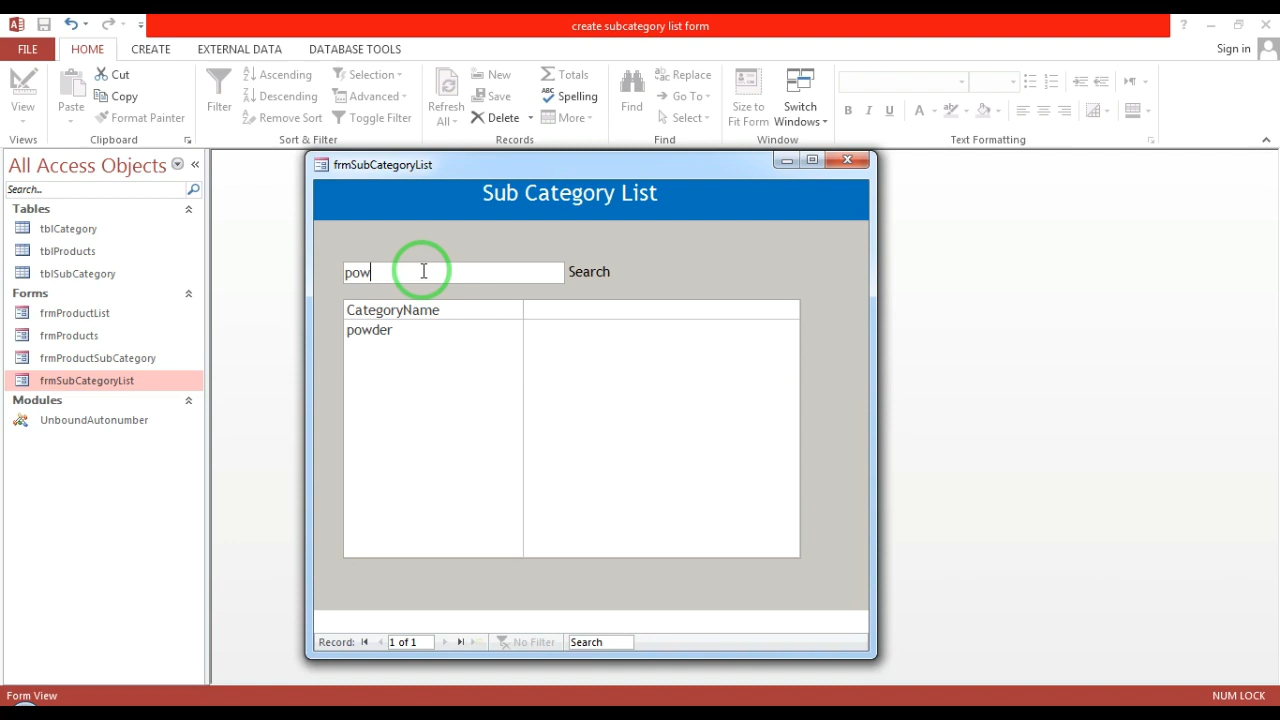 create subcategory list form
FILE HOME CREATE EXTERNAL DATA DATABASE TOOLS Sign in
View Paste Cut Copy Format Painter
Filter Ascending Descending Remove Sort Selection Advanced Toggle Filter
Refresh All New Save Delete Totals Spelling More
Find Replace Go To Select
Size to Fit Form Switch Windows
B I U A
Views Clipboard Sort & Filter Records Find Window Text Formatting
All Access Objects
Search...
Tables
tblCategory
tblProducts
tblSubCategory
Forms
frmProductList
frmProducts
frmProductSubCategory
frmSubCategoryList
Modules
UnboundAutonumber
frmSubCategoryList
Sub Category List
pow Search
CategoryName
powder
Record: 1 of 1 No Filter Search
Form View NUM LOCK